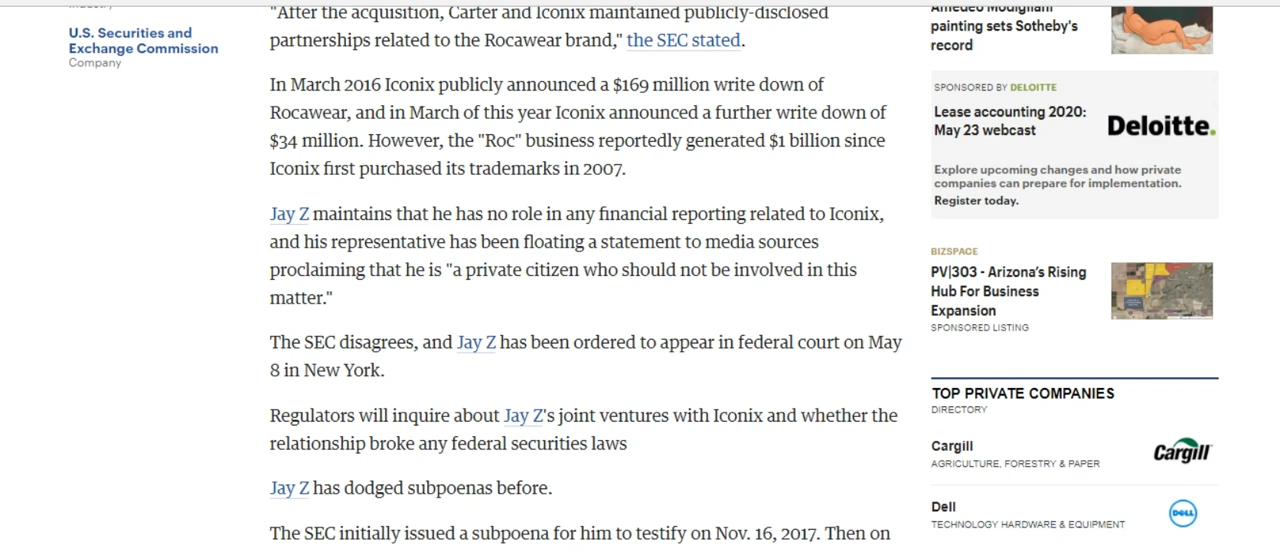 U.S. Securities and
Exchange Commission
Company
"After the acquisition, Carter and Iconix maintained publicly-disclosed
partnerships related to the Rocawear brand," the SEC stated.
In March 2016 Iconix publicly announced a $169 million write down of
Rocawear, and in March of this year Iconix announced a further write down of
$34 million. However, the "Roc" business reportedly generated $1 billion since
Iconix first purchased its trademarks in 2007.
Jay Z maintains that he has no role in any financial reporting related to Iconix,
and his representative has been floating a statement to media sources
proclaiming that he is "a private citizen who should not be involved in this
matter."
The SEC disagrees, and Jay Z has been ordered to appear in federal court on May
8 in New York.
Regulators will inquire about Jay Z's joint ventures with Iconix and whether the
relationship broke any federal securities laws
Jay Z has dodged subpoenas before.
The SEC initially issued a subpoena for him to testify on Nov. 16, 2017. Then on
Amedeo Modigliani
painting sets Sotheby's
record
SPONSORED BY DELOITTE
Lease accounting 2020:
May 23 webcast
Deloitte.
Explore upcoming changes and how private
companies can prepare for implementation.
Register today.
BIZSPACE
PV|303 - Arizona's Rising
Hub For Business
Expansion
SPONSORED LISTING
TOP PRIVATE COMPANIES
DIRECTORY
Cargill
AGRICULTURE, FORESTRY & PAPER
Cargill
Dell
TECHNOLOGY HARDWARE & EQUIPMENT
DELL